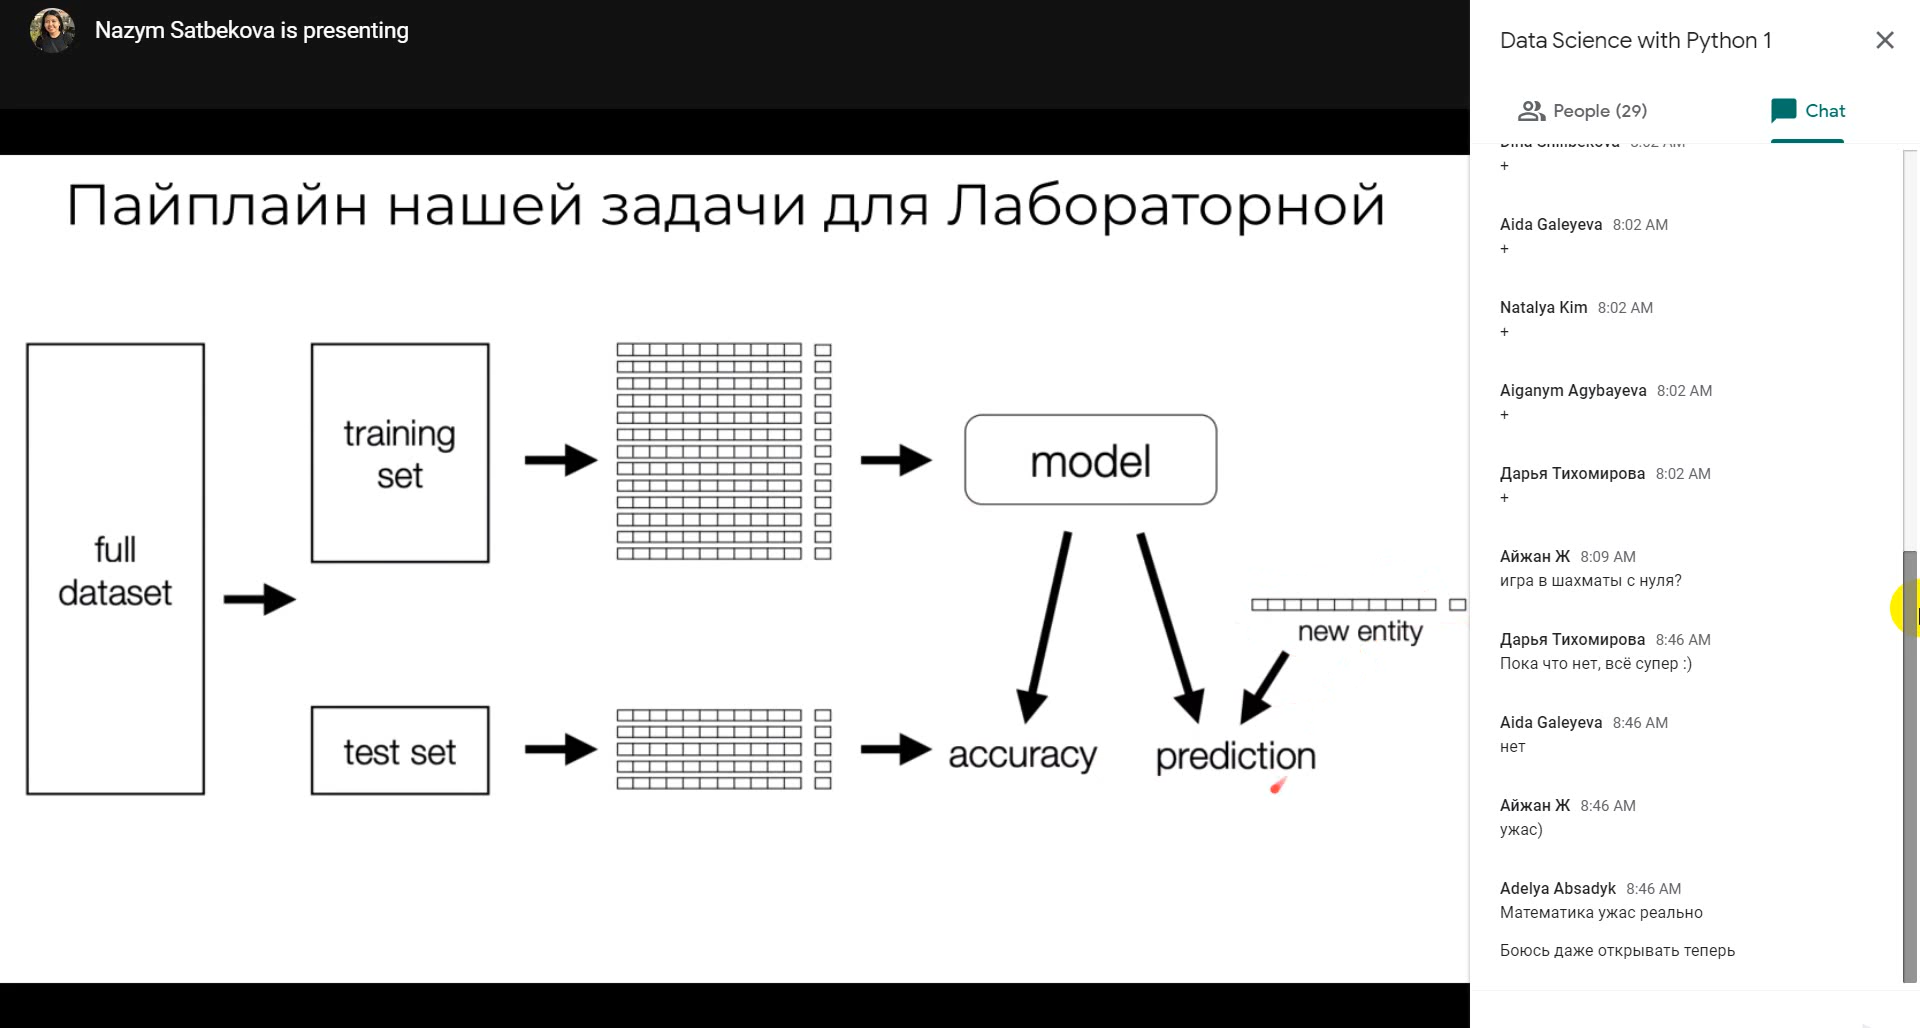 Nazym Satbekova is presenting
Пайплайн нашей задачи для Лабораторной
full
dataset
training
set
test set
model
new entity
accuracy
prediction
Data Science with Python 1
People (29)
Chat
+
Aida Galeyeva 8:02 AM
+
Natalya Kim 8:02 AM
+
Aiganym Agybayeva 8:02 AM
+
Дарья Тихомирова 8:02 AM
+
Айжан Ж 8:09 AM
игра в шахматы с нуля?
Дарья Тихомирова 8:46 AM
Пока что нет, всё супер :)
Aida Galeyeva 8:46 AM
нет
Айжан Ж 8:46 AM
ужас)
Adelya Absadyk 8:46 AM
Математика ужас реально
Боюсь даже открывать теперь